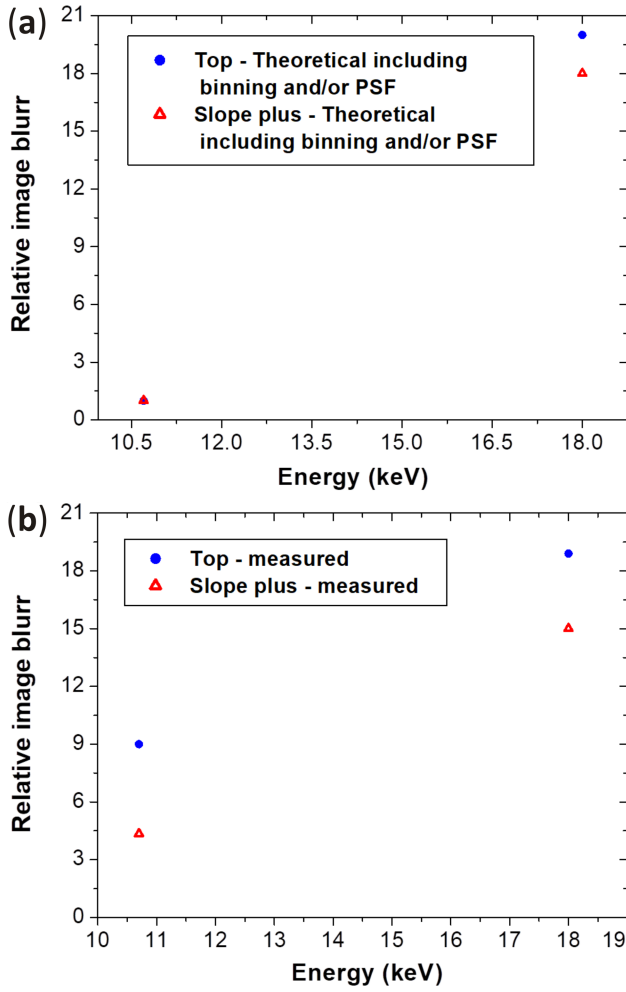 (a)
21
18
15
12
9
6
3
0
Relative image blurr
Top - Theoretical including
binning and/or PSF
Slope plus - Theoretical
including binning and/or PSF
10.5 12.0 13.5 15.0 16.5 18.0
Energy (keV)
(b)
21
18
15
12
9
6
3
0
Relative image blurr
Top - measured
Slope plus - measured
10 11 12 13 14 15 16 17 18 19
Energy (keV)